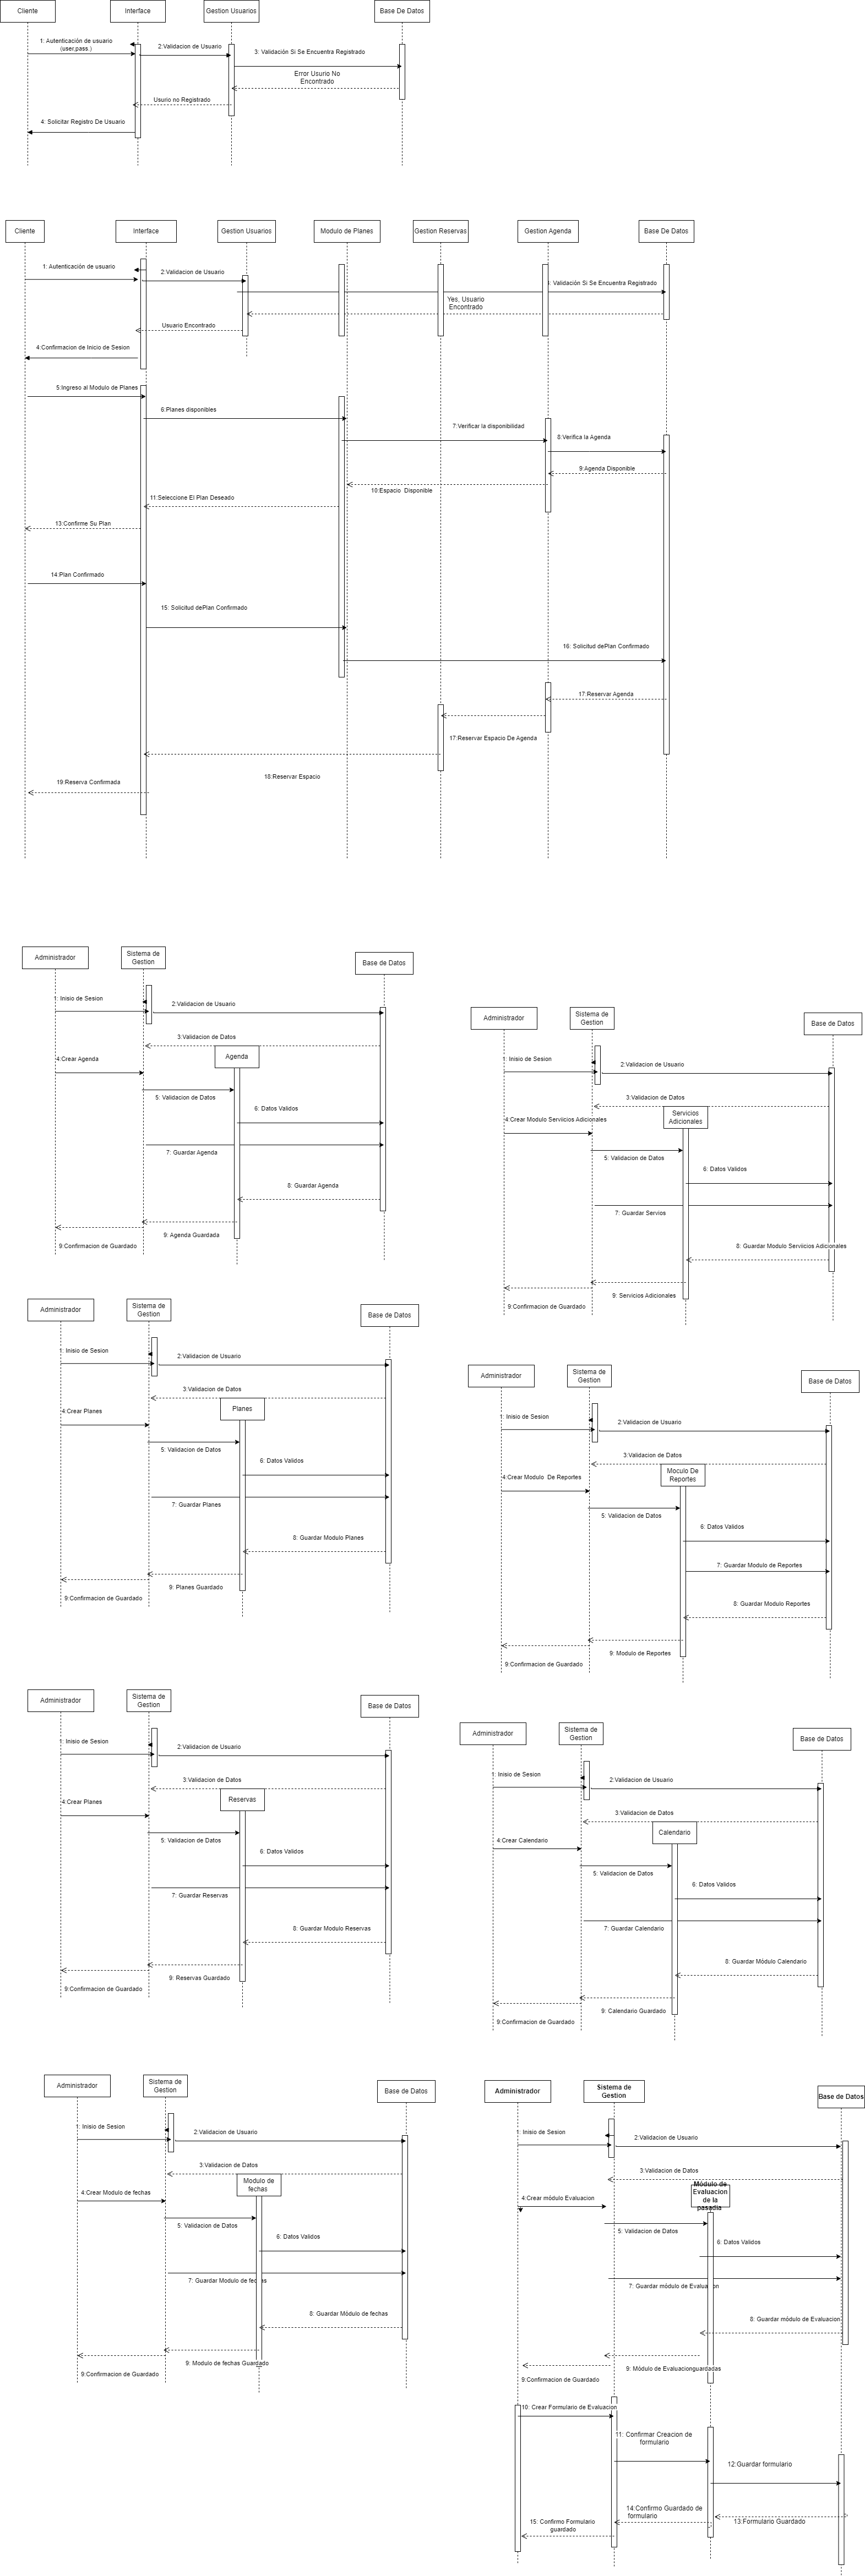 Cliente
Interface
Gestion Usuarios
Base De Datos
1: Autenticación de usuario
(user,pass.)
2:Validacion de Usuario
3: Validación Si Se Encuentra Registrado
Error Usurio No
Encontrado
Usurio no Registrado
4: Solicitar Registro De Usuario
Cliente
Interface
Gestion Usuarios
Modulo de Planes
Gestion Reservas
Gestion Agenda
Base De Datos
1: Autenticación de usuario
2:Validacion de Usuario
: Validación Si Se Encuentra Registrado
Yes, Usuario
Encontrado
Usuario Encontrado
4:Confirmacion de Inicio de Sesion
5:Ingreso al Modulo de Planes
6:Planes disponibles
7:Verificar la disponibilidad
8:Verifica la Agenda
9:Agenda Disponible
10:Espacio Disponible
11:Seleccione El Plan Deseado
13:Confirme Su Plan
14:Plan Confirmado
15: Solicitud dePlan Confirmado
16: Solicitud dePlan Confirmado
17:Reservar Agenda
17:Reservar Espacio De Agenda
18:Reservar Espacio
19:Reserva Confirmada
Administrador
Sistema de
Gestion
Base de Datos
1: Inisio de Sesion
2:Validacion de Usuario
3:Validacion de Datos
Agenda
4:Crear Agenda
5: Validacion de Datos
6: Datos Validos
7: Guardar Agenda
8: Guardar Agenda
9: Agenda Guardada
9:Confirmacion de Guardado
Administrador
Sistema de
Gestion
Base de Datos
1: Inisio de Sesion
2:Validacion de Usuario
3:Validacion de Datos
Servicios
Adicionales
4:Crear Modulo Serviicios Adicionales
5: Validacion de Datos
6: Datos Validos
7: Guardar Servios
8: Guardar Modulo Serviicios Adicionales
9: Servicios Adicionales
9:Confirmacion de Guardado
Administrador
Sistema de
Gestion
Base de Datos
1: Inisio de Sesion
2:Validacion de Usuario
3:Validacion de Datos
Planes
4:Crear Planes
5: Validacion de Datos
6: Datos Validos
7: Guardar Planes
8: Guardar Modulo Planes
9: Planes Guardado
9:Confirmacion de Guardado
Administrador
Sistema de
Gestion
Base de Datos
1: Inisio de Sesion
2:Validacion de Usuario
3:Validacion de Datos
Moculo De
Reportes
4:Crear Modulo De Reportes
5: Validacion de Datos
6: Datos Validos
7: Guardar Modulo de Reportes
8: Guardar Modulo Reportes
9: Modulo de Reportes
9:Confirmacion de Guardado
Administrador
Sistema de
Gestion
Base de Datos
1: Inisio de Sesion
2:Validacion de Usuario
3:Validacion de Datos
Reservas
4:Crear Planes
5: Validacion de Datos
6: Datos Validos
7: Guardar Reservas
8: Guardar Modulo Reservas
9: Reservas Guardado
9:Confirmacion de Guardado
Administrador
Sistema de
Gestion
Base de Datos
1: Inisio de Sesion
2:Validacion de Usuario
3:Validacion de Datos
Calendario
4:Crear Calendario
5: Validacion de Datos
6: Datos Validos
7: Guardar Calendario
8: Guardar Módulo Calendario
9: Calendario Guardado
9:Confirmacion de Guardado
Administrador
Sistema de
Gestion
Base de Datos
1: Inisio de Sesion
2:Validacion de Usuario
3:Validacion de Datos
Modulo de
fechas
4:Crear Modulo de fechas
5: Validacion de Datos
6: Datos Validos
7: Guardar Modulo de fechas
8: Guardar Módulo de fechas
9: Modulo de fechas Guardado
9:Confirmacion de Guardado
Administrador
Sistema de
Gestion
Base de Datos
1: Inisio de Sesion
2:Validacion de Usuario
3:Validacion de Datos
Módulo de
Evaluacion
de la
pasadia
4:Crear módulo Evaluacion
5: Validacion de Datos
6: Datos Validos
7: Guardar módulo de Evaluacion
8: Guardar módulo de Evaluacion
9: Módulo de Evaluacionguardadas
9:Confirmacion de Guardado
10: Crear Formulario de Evaluacion
11: Confirmar Creacion de
formulario
12:Guardar formulario
13:Formulario Guardado
14:Confirmo Guardado de
formulario
15: Confirmo Formulario
guardado